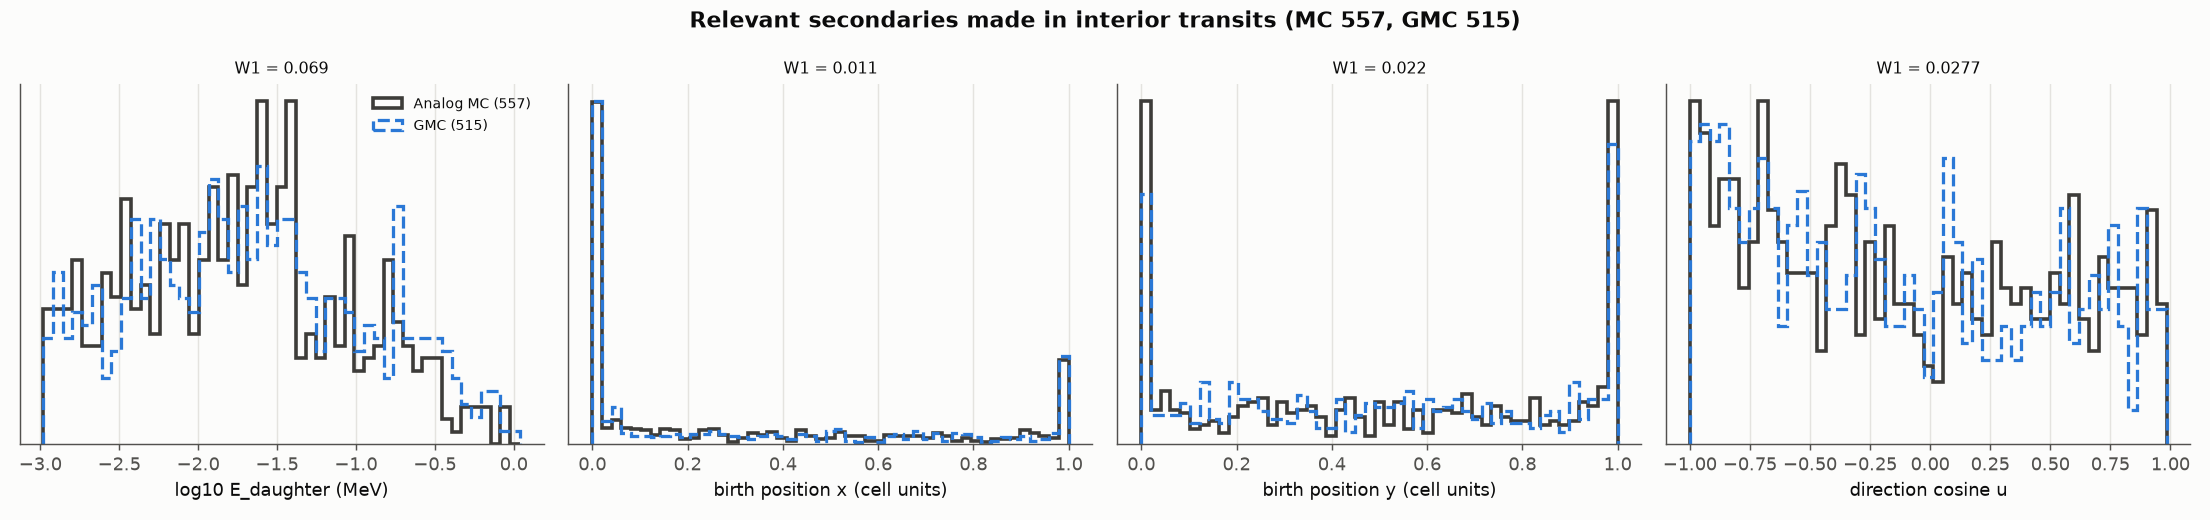 Relevant secondaries made in interior transits (MC 557, GMC 515)
W1 = 0.069
W1 = 0.011
W1 = 0.022
W1 = 0.0277
Analog MC (557)
GMC (515)
−3.0 −2.5 −2.0 −1.5 −1.0 −0.5 0.0
0.0 0.2 0.4 0.6 0.8 1.0
0.0 0.2 0.4 0.6 0.8 1.0
−1.00 −0.75 −0.50 −0.25 0.00 0.25 0.50 0.75 1.00
log10 E_daughter (MeV)
birth position x (cell units)
birth position y (cell units)
direction cosine u